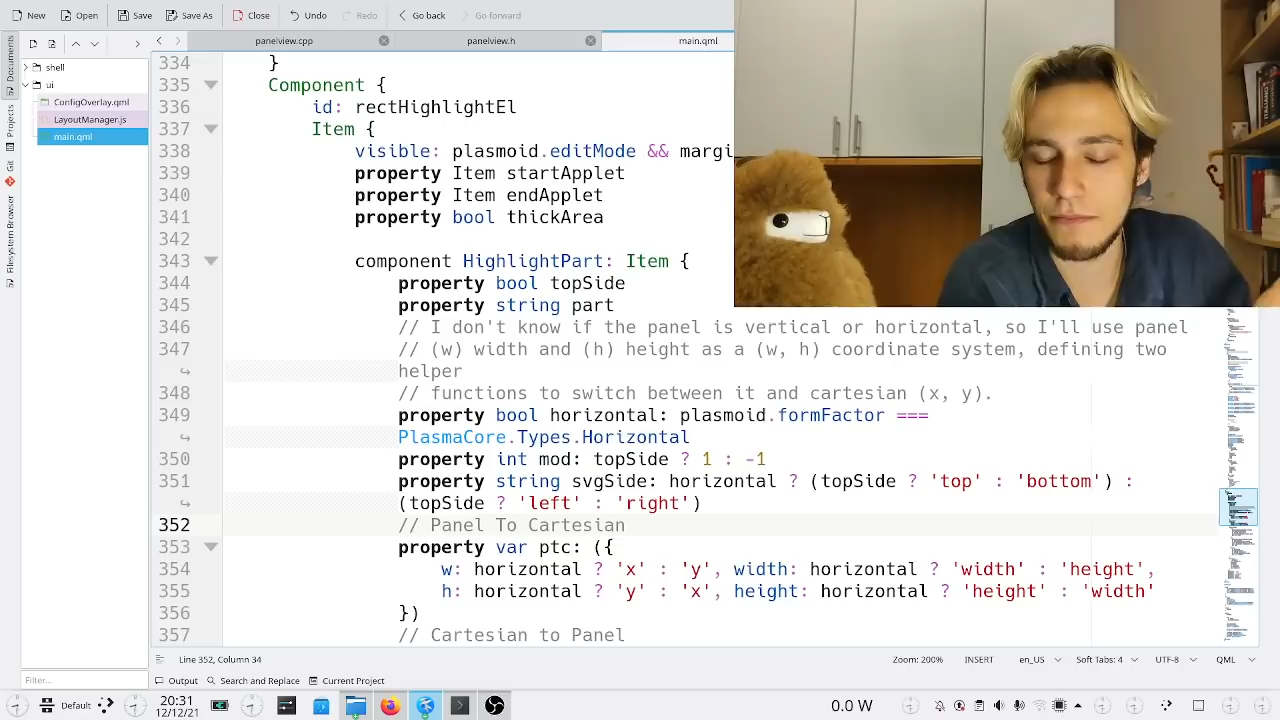 New Open Save Save As Close Undo Redo Go back Go forward
panelview.cpp panelview.h main.qml
Documents
Projects
Git
Filesystem Browser
shell
ui
ConfigOverlay.qml
LayoutManager.js
main.qml
334 }
335 Component {
336 id: rectHighlightEl
337 Item {
338 visible: plasmoid.editMode && margi
339 property Item startApplet
340 property Item endApplet
341 property bool thickArea
342
343 component HighlightPart: Item {
344 property bool topSide
345 property string part
346 // I don't know if the panel is vertical or horizontal, so I'll use panel
347 // (w) width and (h) height as a (w, h) coordinate system, defining two
helper
348 // functions to switch between it and cartesian (x, y).
349 property bool horizontal: plasmoid.formFactor ===
PlasmaCore.Types.Horizontal
350 property int mod: topSide ? 1 : -1
351 property string svgSide: horizontal ? (topSide ? 'top' : 'bottom') :
(topSide ? 'left' : 'right')
352 // Panel To Cartesian
353 property var ptc: ({
354 w: horizontal ? 'x' : 'y', width: horizontal ? 'width' : 'height',
355 h: horizontal ? 'y' : 'x', height: horizontal ? 'height' : 'width'
356 })
357 // Cartesian to Panel
Line 352, Column 34 Zoom: 200% INSERT en_US Soft Tabs: 4 UTF-8 QML
Filter... Output Search and Replace Current Project
20:31
12/12/21
Default:
0.0 W